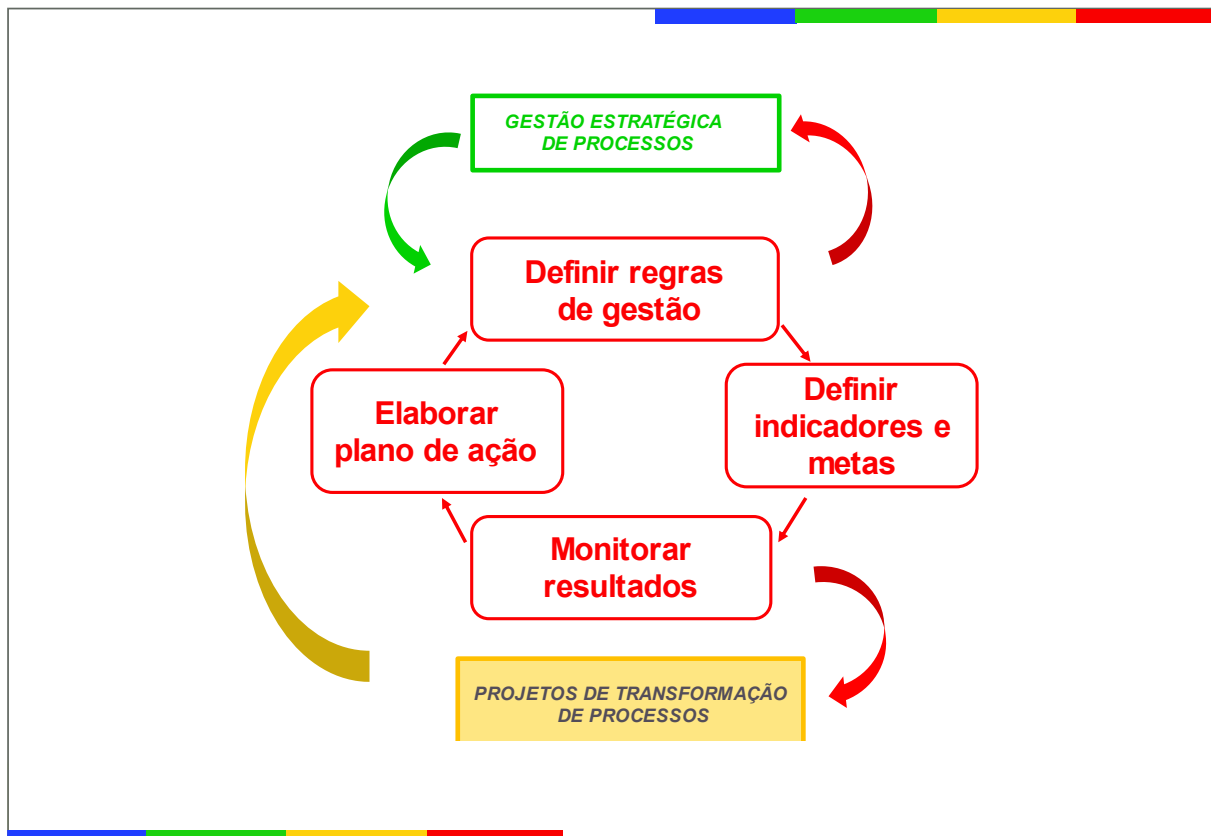 GESTÃO ESTRATÉGICA
DE PROCESSOS
Definir regras
de gestão
Elaborar
plano de ação
Definir
indicadores e
metas
Monitorar
resultados
PROJETOS DE TRANSFORMAÇÃO
DE PROCESSOS